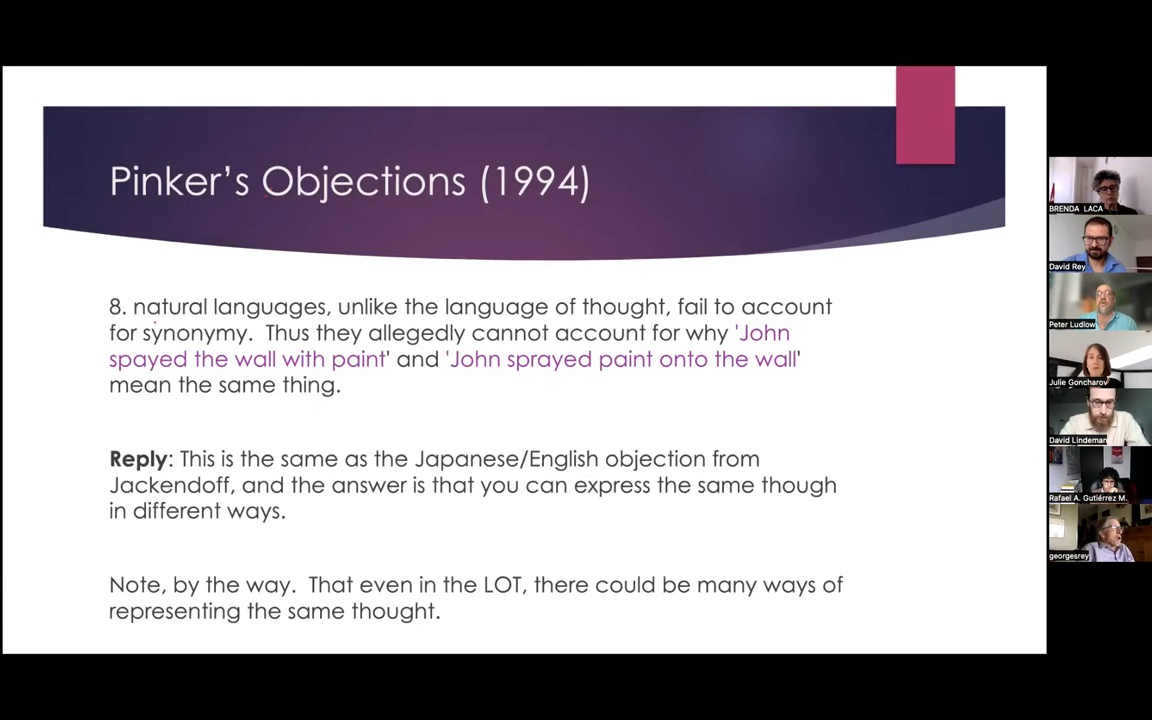 Pinker's Objections (1994)
8. natural languages, unlike the language of thought, fail to account
for synonymy.  Thus they allegedly cannot account for why 'John
spayed the wall with paint' and 'John sprayed paint onto the wall'
mean the same thing.
Reply: This is the same as the Japanese/English objection from
Jackendoff, and the answer is that you can express the same though
in different ways.
Note, by the way.  That even in the LOT, there could be many ways of
representing the same thought.
BRENDA LACA
David Rey
Peter Ludlow
Julie Goncharov
David Lindeman
Rafael A. Gutiérrez M.
georgesrey